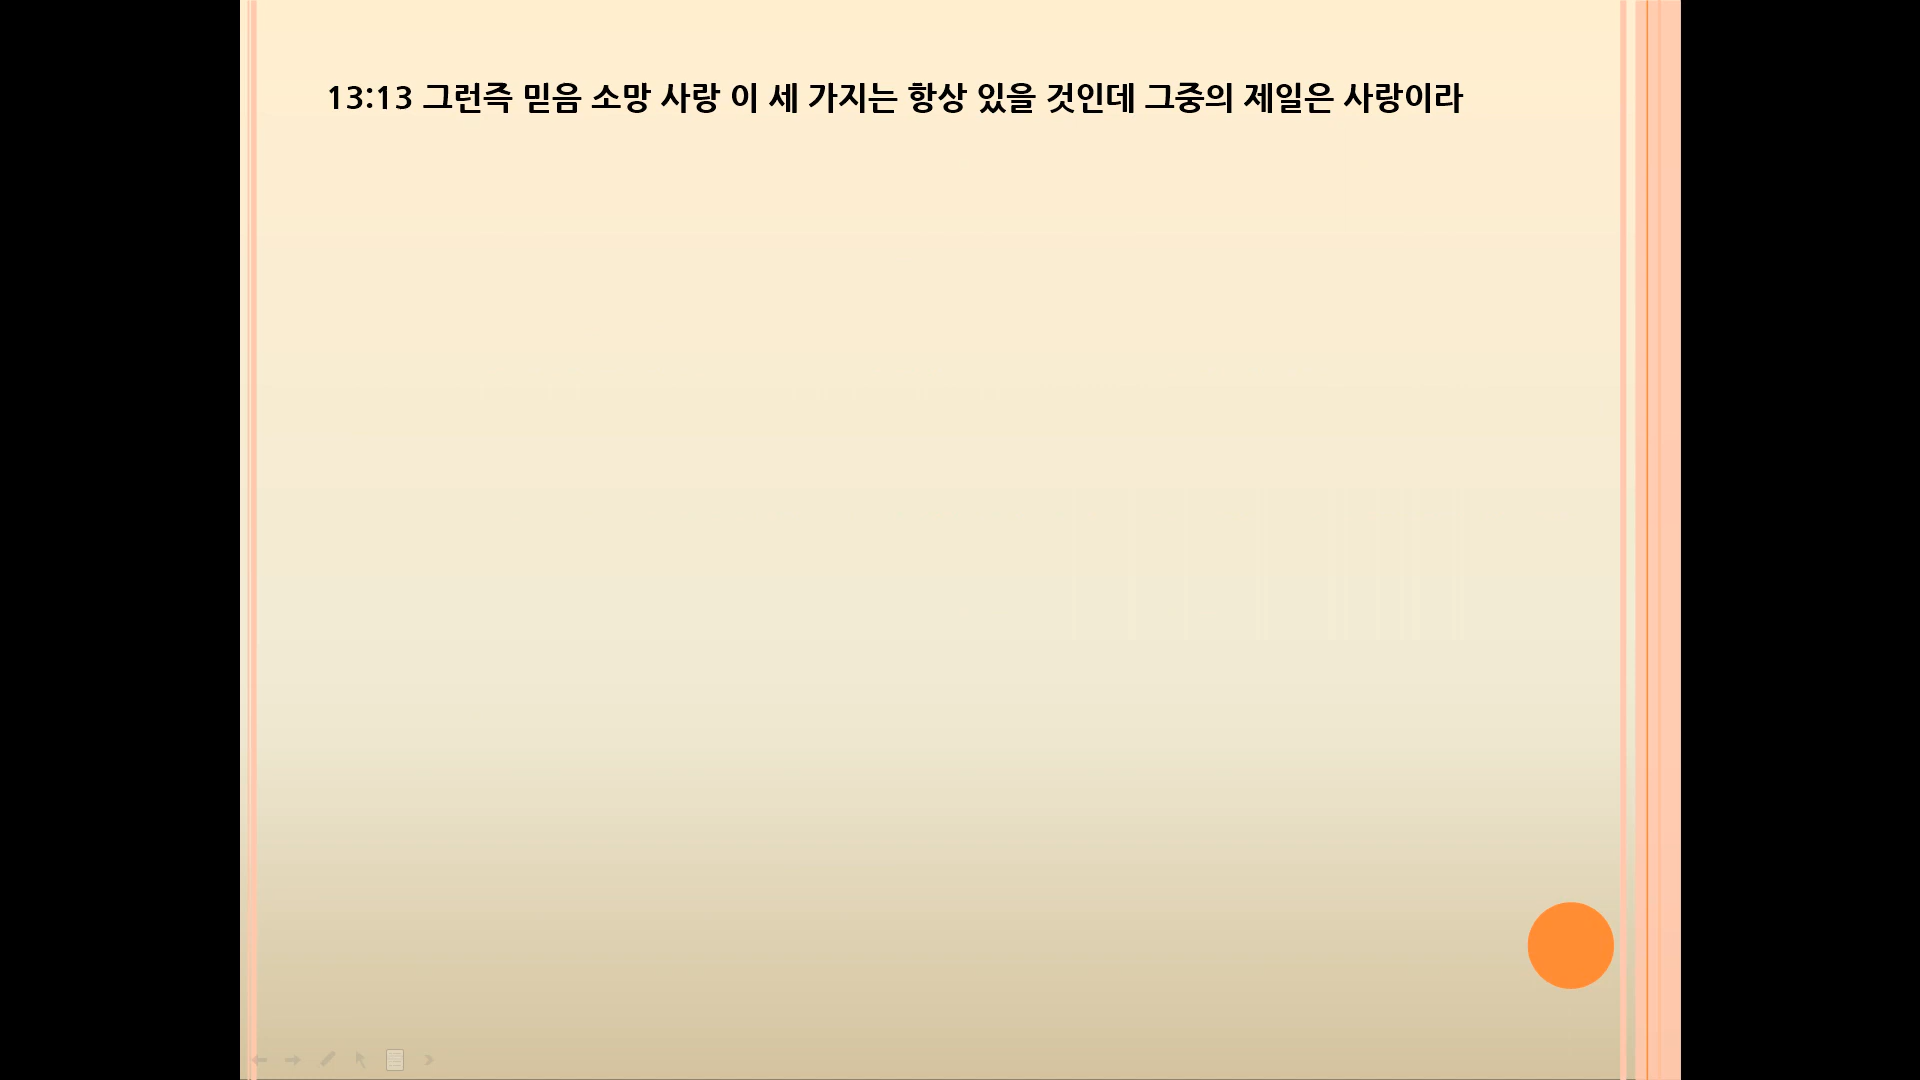 13:13 그런즉 믿음 소망 사랑 이 세 가지는 항상 있을 것인데 그중의 제일은 사랑이라